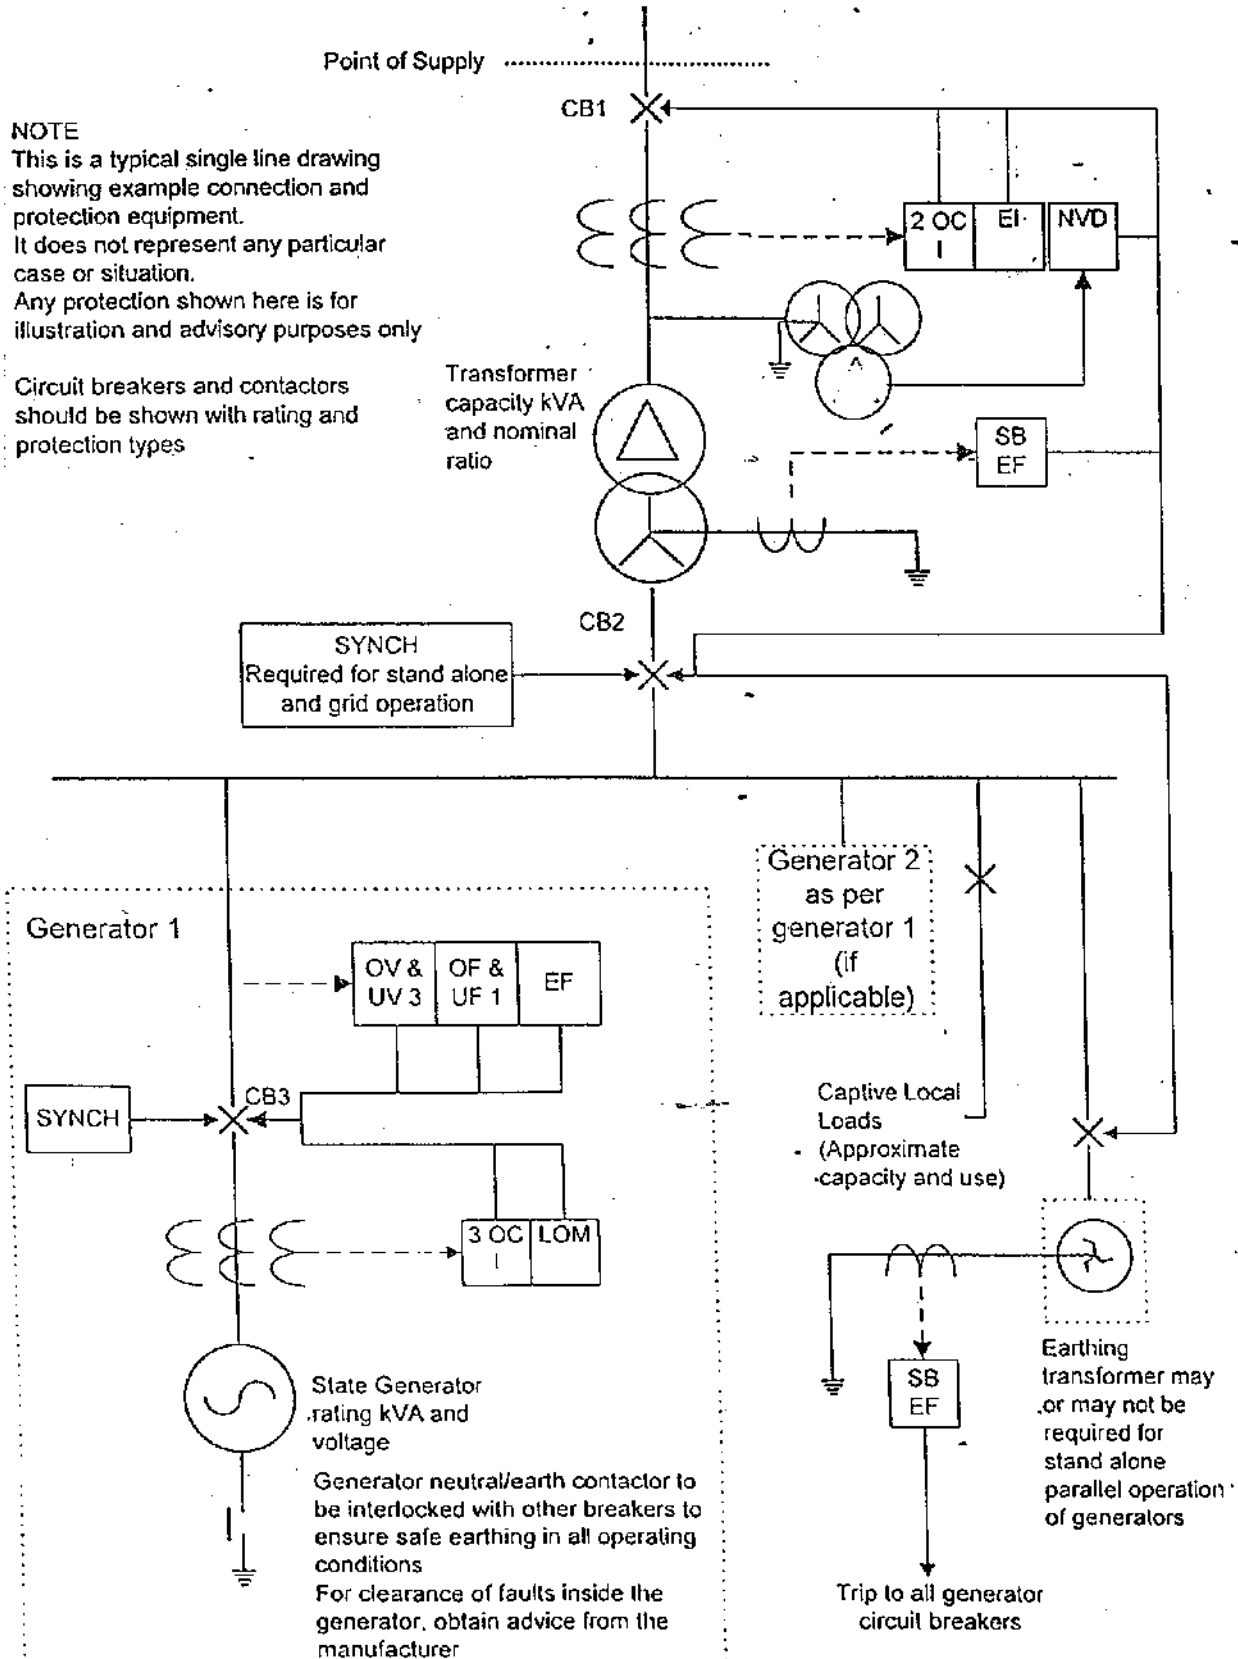 Point of Supply
CB1
NOTE
This is a typical single line drawing
showing example connection and
protection equipment.
It does not represent any particular
case or situation.
Any protection shown here is for
illustration and advisory purposes only
Circuit breakers and contactors
should be shown with rating and
protection types
2 OC
I
EI
NVD
Transformer
capacity kVA
and nominal
ratio
SB
EF
CB2
SYNCH
Required for stand alone
and grid operation
Generator 2
as per
generator 1
(if
applicable)
Generator 1
OV &
UV 3
OF &
UF 1
EF
CB3
SYNCH
Captive Local
Loads
(Approximate
capacity and use)
3 OC
I
LOM
State Generator
rating kVA and
voltage
SB
EF
Earthing
transformer may
or may not be
required for
stand alone
parallel operation
of generators
Generator neutral/earth contactor to
be interlocked with other breakers to
ensure safe earthing in all operating
conditions
For clearance of faults inside the
generator, obtain advice from the
manufacturer
Trip to all generator
circuit breakers